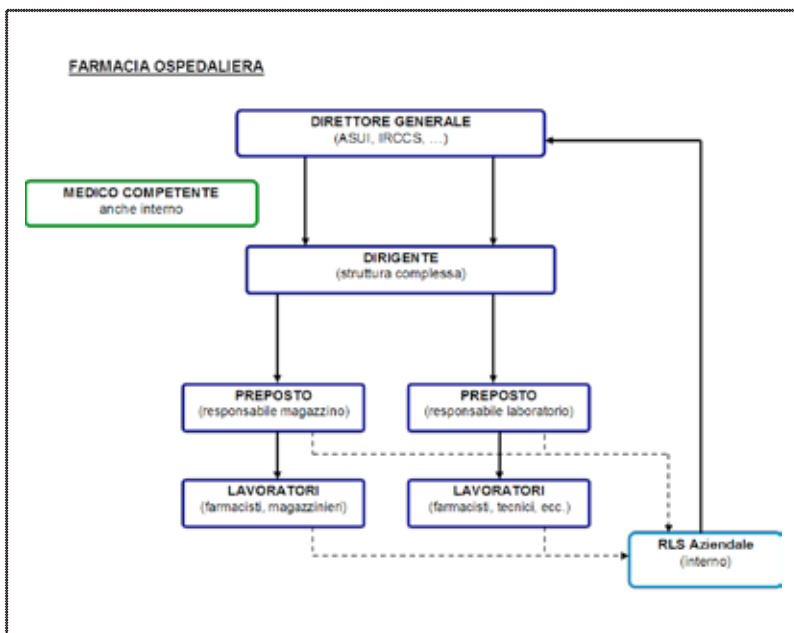 FARMACIA OSPEDALIERA
DIRETTORE GENERALE
(ASUI, IRCCS, ...)
MEDICO COMPETENTE
anche interno
DIRIGENTE
(struttura complessa)
PREPOSTO
(responsabile magazzino)
PREPOSTO
(responsabile laboratorio)
LAVORATORI
(farmacisti, magazzinieri)
LAVORATORI
(farmacisti, tecnici, ecc.)
RLS Aziendale
(interno)